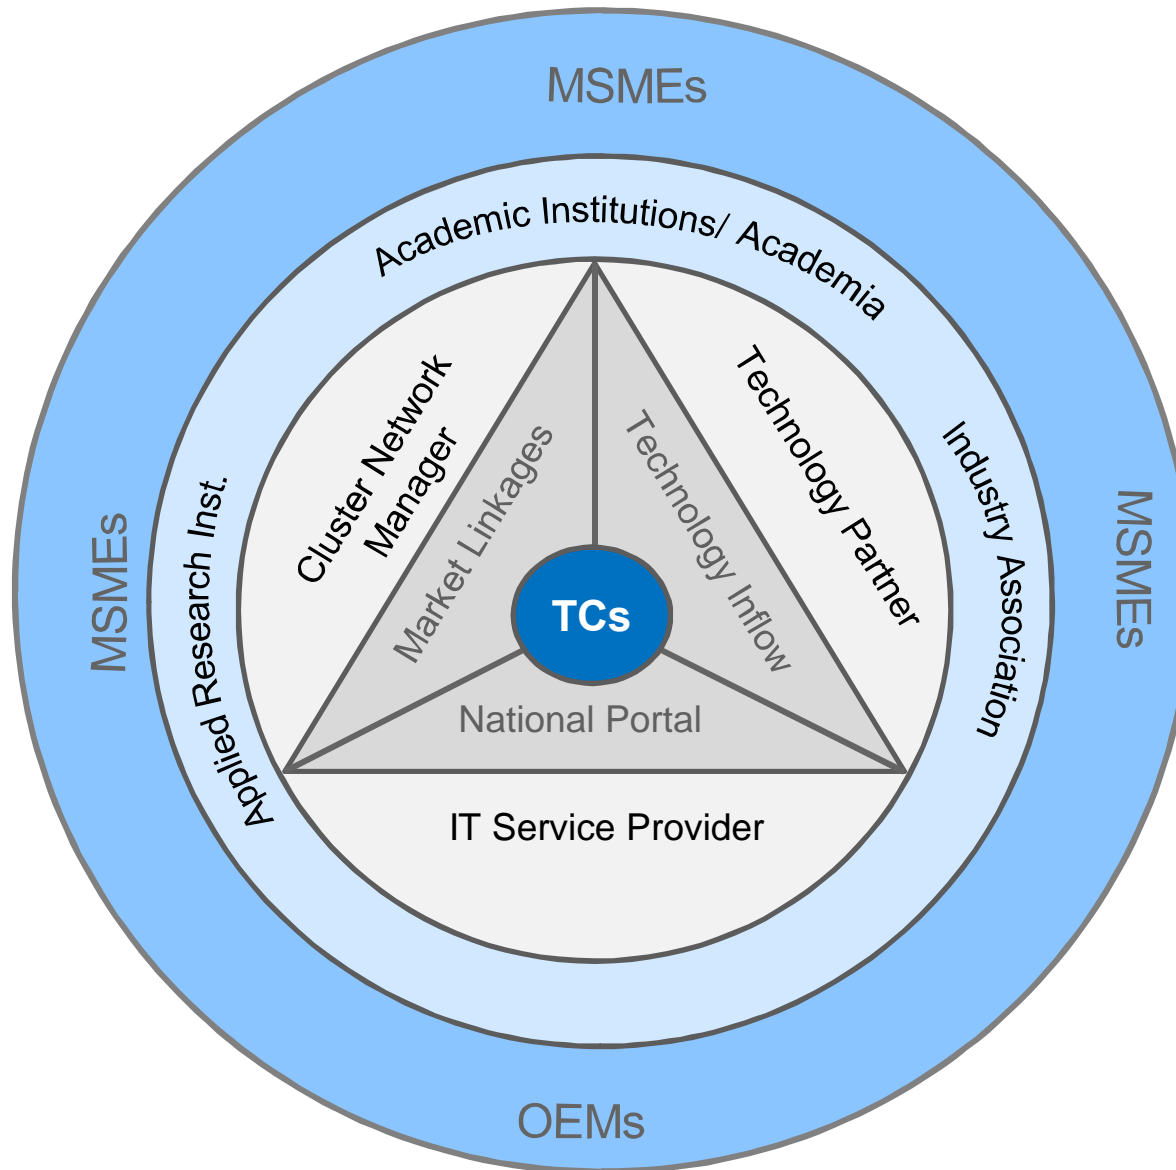 MSMEs
Academic Institutions/ Academia
Cluster Network
Manager
Technology Partner
Market Linkages
Technology Inflow
Industry Association
Applied Research Inst.
MSMEs
MSMEs
TCs
National Portal
IT Service Provider
OEMs